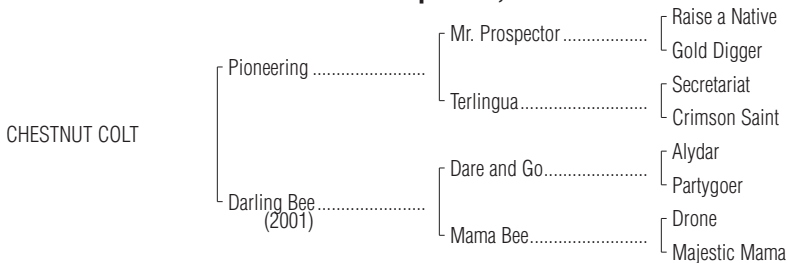 Raise a Native
Mr. Prospector ..................
Gold Digger
Pioneering ........................
Secretariat
Terlingua ...........................
Crimson Saint
CHESTNUT COLT
Alydar
Dare and Go ......................
Partygoer
Darling Bee .......................
(2001)
Drone
Mama Bee .........................
Majestic Mama